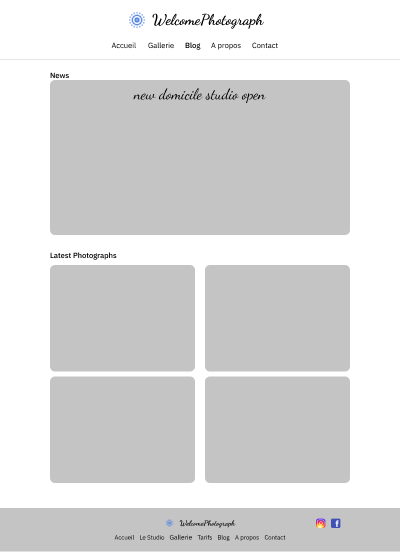 WelcomePhotograph
Accueil Gallerie Blog A propos Contact
News
new domicile studio open
Latest Photographs
WelcomePhotograph
Accueil Le Studio Gallerie Tarifs Blog A propos Contact